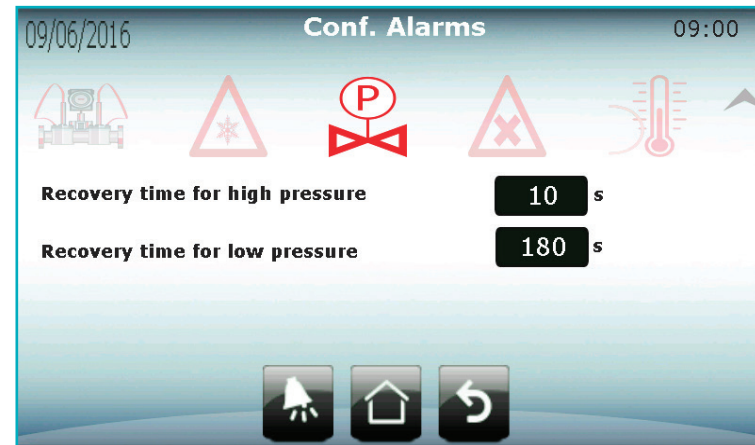 09/06/2016 Conf. Alarms 09:00
P
Recovery time for high pressure 10 s
Recovery time for low pressure 180 s